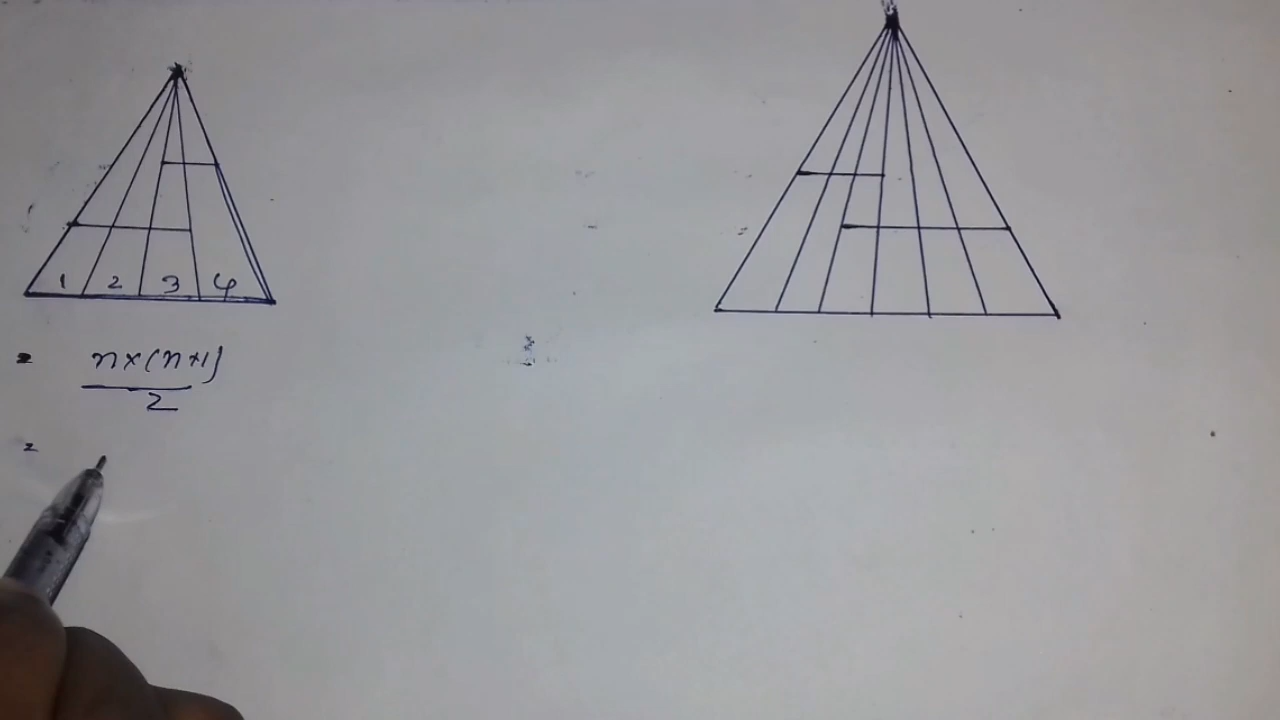 1 2 3 4
= n×(n+1)
2
=